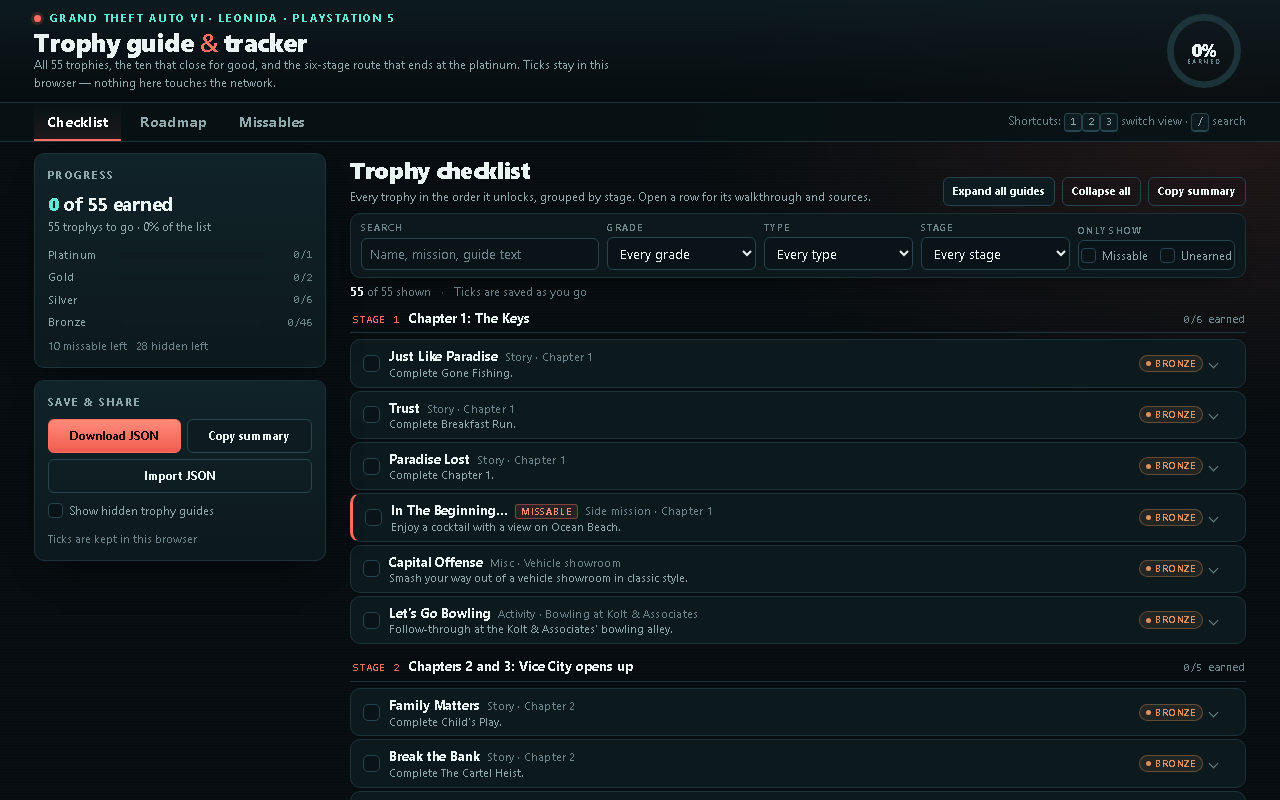 GRAND THEFT AUTO VI · LEONIDA · PLAYSTATION 5
Trophy guide & tracker
All 55 trophies, the ten that close for good, and the six-stage route that ends at the platinum. Ticks stay in this
browser — nothing here touches the network.
0%
EARNED
Checklist
Roadmap
Missables
Shortcuts: 1 2 3 switch view · / search
PROGRESS
0 of 55 earned
55 trophys to go · 0% of the list
Platinum 0/1
Gold 0/2
Silver 0/6
Bronze 0/46
10 missable left 28 hidden left
SAVE & SHARE
Download JSON
Copy summary
Import JSON
Show hidden trophy guides
Ticks are kept in this browser
Trophy checklist
Every trophy in the order it unlocks, grouped by stage. Open a row for its walkthrough and sources.
Expand all guides
Collapse all
Copy summary
SEARCH
Name, mission, guide text
GRADE
Every grade
TYPE
Every type
STAGE
Every stage
ONLY SHOW
Missable
Unearned
55 of 55 shown · Ticks are saved as you go
STAGE 1 Chapter 1: The Keys 0/6 earned
Just Like Paradise Story · Chapter 1
Complete Gone Fishing.
BRONZE
Trust Story · Chapter 1
Complete Breakfast Run.
BRONZE
Paradise Lost Story · Chapter 1
Complete Chapter 1.
BRONZE
In The Beginning... MISSABLE Side mission · Chapter 1
Enjoy a cocktail with a view on Ocean Beach.
BRONZE
Capital Offense Misc · Vehicle showroom
Smash your way out of a vehicle showroom in classic style.
BRONZE
Let's Go Bowling Activity · Bowling at Kolt & Associates
Follow-through at the Kolt & Associates' bowling alley.
BRONZE
STAGE 2 Chapters 2 and 3: Vice City opens up 0/5 earned
Family Matters Story · Chapter 2
Complete Child's Play.
BRONZE
Break the Bank Story · Chapter 2
Complete The Cartel Heist.
BRONZE